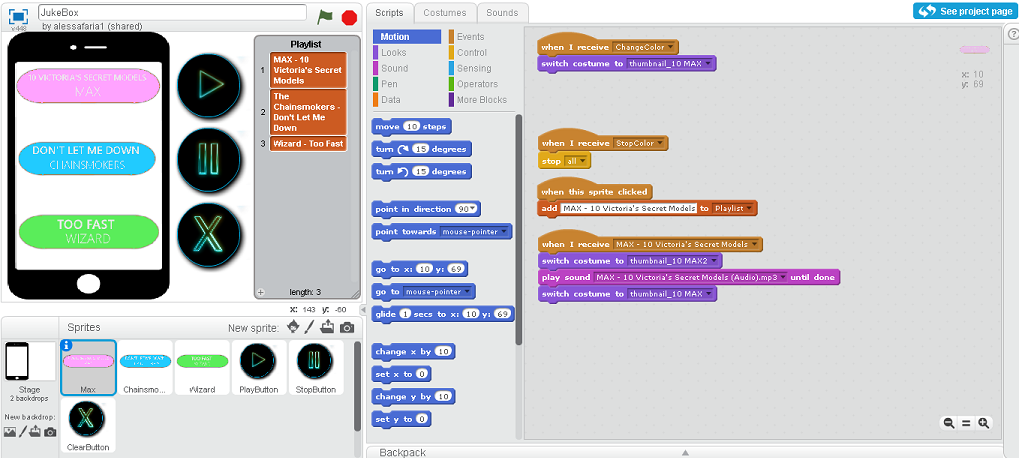 JukeBox
by alessafaria1 (shared)
v448
10 VICTORIA'S SECRET MODELS
MAX
DON'T LET ME DOWN
CHAINSMOKERS
TOO FAST
WIZARD
Playlist
1 MAX - 10
Victoria's Secret
Models
2 The
Chainsmokers -
Don't Let Me
Down
3 Wizard - Too Fast
+ length: 3
x: 143 y: -60
Sprites
New sprite:
Stage
2 backdrops
New backdrop:
Max
Chainsmo...
Wizard
PlayButton
StopButton
ClearButton
Scripts
Costumes
Sounds
See project page
Motion
Events
Looks
Control
Sound
Sensing
Pen
Operators
Data
More Blocks
move 10 steps
turn 15 degrees
turn 15 degrees
point in direction 90
point towards mouse-pointer
go to x: 10 y: 69
go to mouse-pointer
glide 1 secs to x: 10 y: 69
change x by 10
set x to 0
change y by 10
set y to 0
when I receive ChangeColor
switch costume to thumbnail_10 MAX
when I receive StopColor
stop all
when this sprite clicked
add MAX - 10 Victoria's Secret Models to Playlist
when I receive MAX - 10 Victoria's Secret Models
switch costume to thumbnail_10 MAX2
play sound MAX - 10 Victoria's Secret Models (Audio).mp3 until done
switch costume to thumbnail_10 MAX
x: 10
y: 69
Backpack